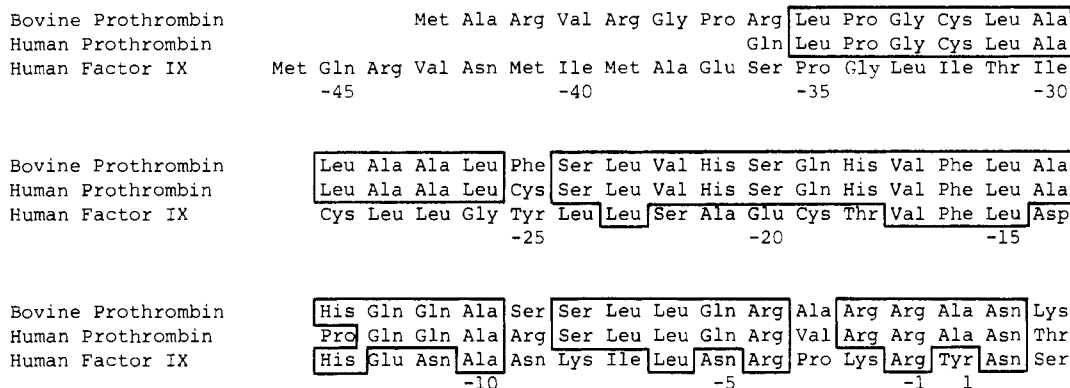 Bovine Prothrombin Met Ala Arg Val Arg Gly Pro Arg Leu Pro Gly Cys Leu Ala
Human Prothrombin Gln Leu Pro Gly Cys Leu Ala
Human Factor IX Met Gln Arg Val Asn Met Ile Met Ala Glu Ser Pro Gly Leu Ile Thr Ile
-45 -40 -35 -30
Bovine Prothrombin Leu Ala Ala Leu Phe Ser Leu Val His Ser Gln His Val Phe Leu Ala
Human Prothrombin Leu Ala Ala Leu Cys Ser Leu Val His Ser Gln His Val Phe Leu Ala
Human Factor IX Cys Leu Leu Gly Tyr Leu Leu Ser Ala Glu Cys Thr Val Phe Leu Asp
-25 -20 -15
Bovine Prothrombin His Gln Gln Ala Ser Ser Leu Leu Gln Arg Ala Arg Arg Ala Asn Lys
Human Prothrombin Pro Gln Gln Ala Arg Ser Leu Leu Gln Arg Val Arg Arg Ala Asn Thr
Human Factor IX His Glu Asn Ala Asn Lys Ile Leu Asn Arg Pro Lys Arg Tyr Asn Ser
-10 -5 -1 1